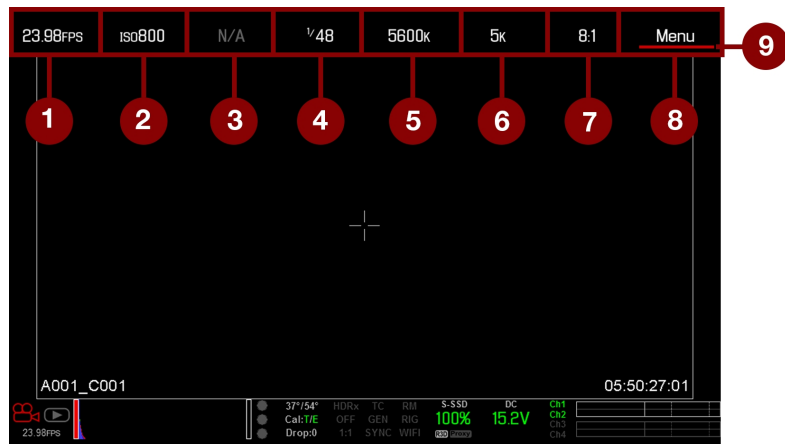 23.98FPS ISO800 N/A 1/48 5600K 5K 8:1 Menu
9
1 2 3 4 5 6 7 8
A001_C001 05:50:27:01
37°/54° HDRx TC RM S-SSD DC Ch1
Cal:T/E OFF GEN RIG 100% 15.2V Ch2
Drop:0 1:1 SYNC WIFI R3D Proxy Ch3
23.98FPS Ch4